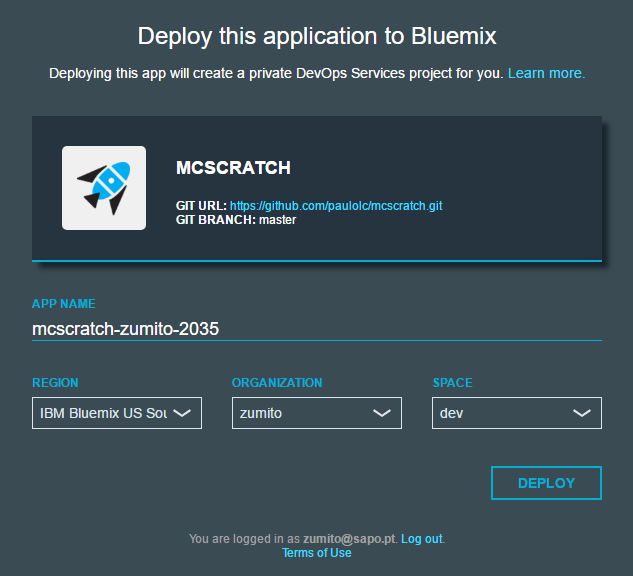 Deploy this application to Bluemix
Deploying this app will create a private DevOps Services project for you. Learn more.
MCSCRATCH
GIT URL: https://github.com/paulolc/mcscratch.git
GIT BRANCH: master
APP NAME
mcscratch-zumito-2035
REGION ORGANIZATION SPACE
IBM Bluemix US Sou zumito dev
DEPLOY
You are logged in as zumito@sapo.pt. Log out.
Terms of Use